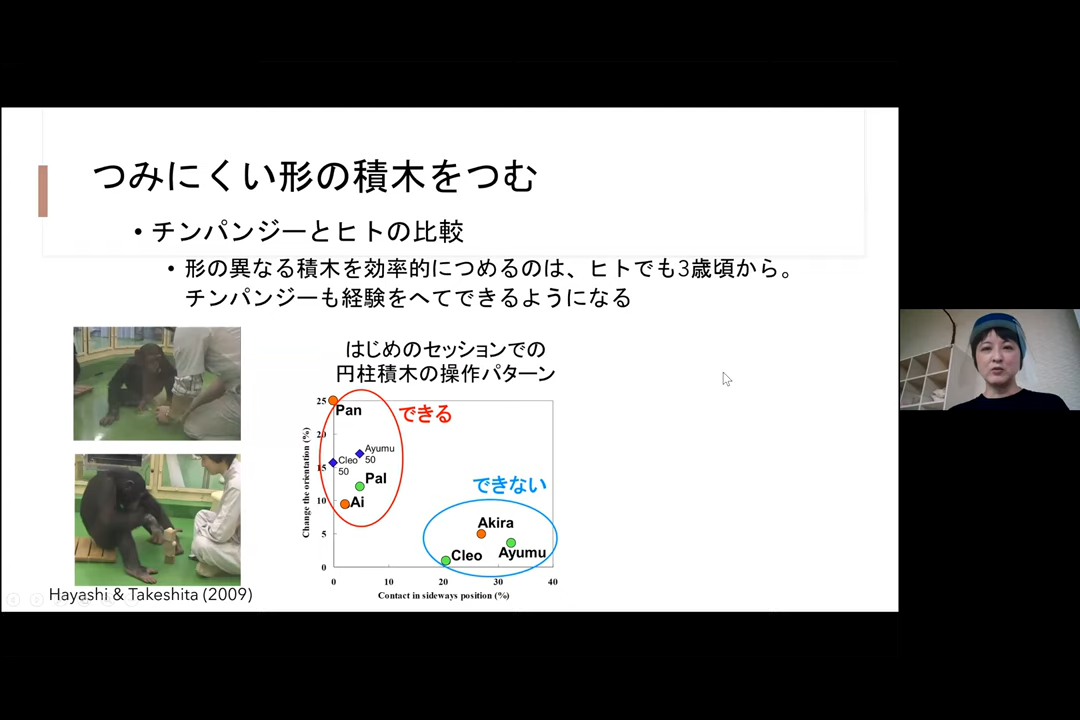 つみにくい形の積木をつむ
• チンパンジーとヒトの比較
• 形の異なる積木を効率的につめるのは、ヒトでも3歳頃から。
チンパンジーも経験をへてできるようになる
はじめのセッションでの
円柱積木の操作パターン
できる
できない
Change the orientation (%)
25
20
15
10
5
0
Pan
Ayumu
50
Cleo
50
Pal
Ai
Akira
Cleo
Ayumu
0 10 20 30 40
Contact in sideways position (%)
Hayashi & Takeshita (2009)